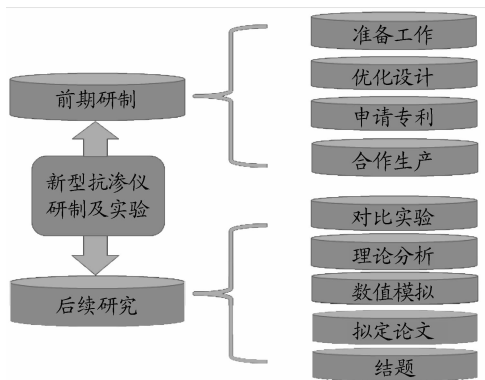 准备工作
优化设计
前期研制
申请专利
合作生产
新型抗渗仪
研制及实验
对比实验
理论分析
数值模拟
后续研究
拟定论文
结题